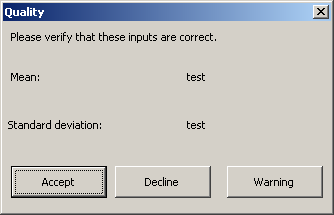 Quality
Please verify that these inputs are correct.
Mean: test
Standard deviation: test
Accept Decline Warning